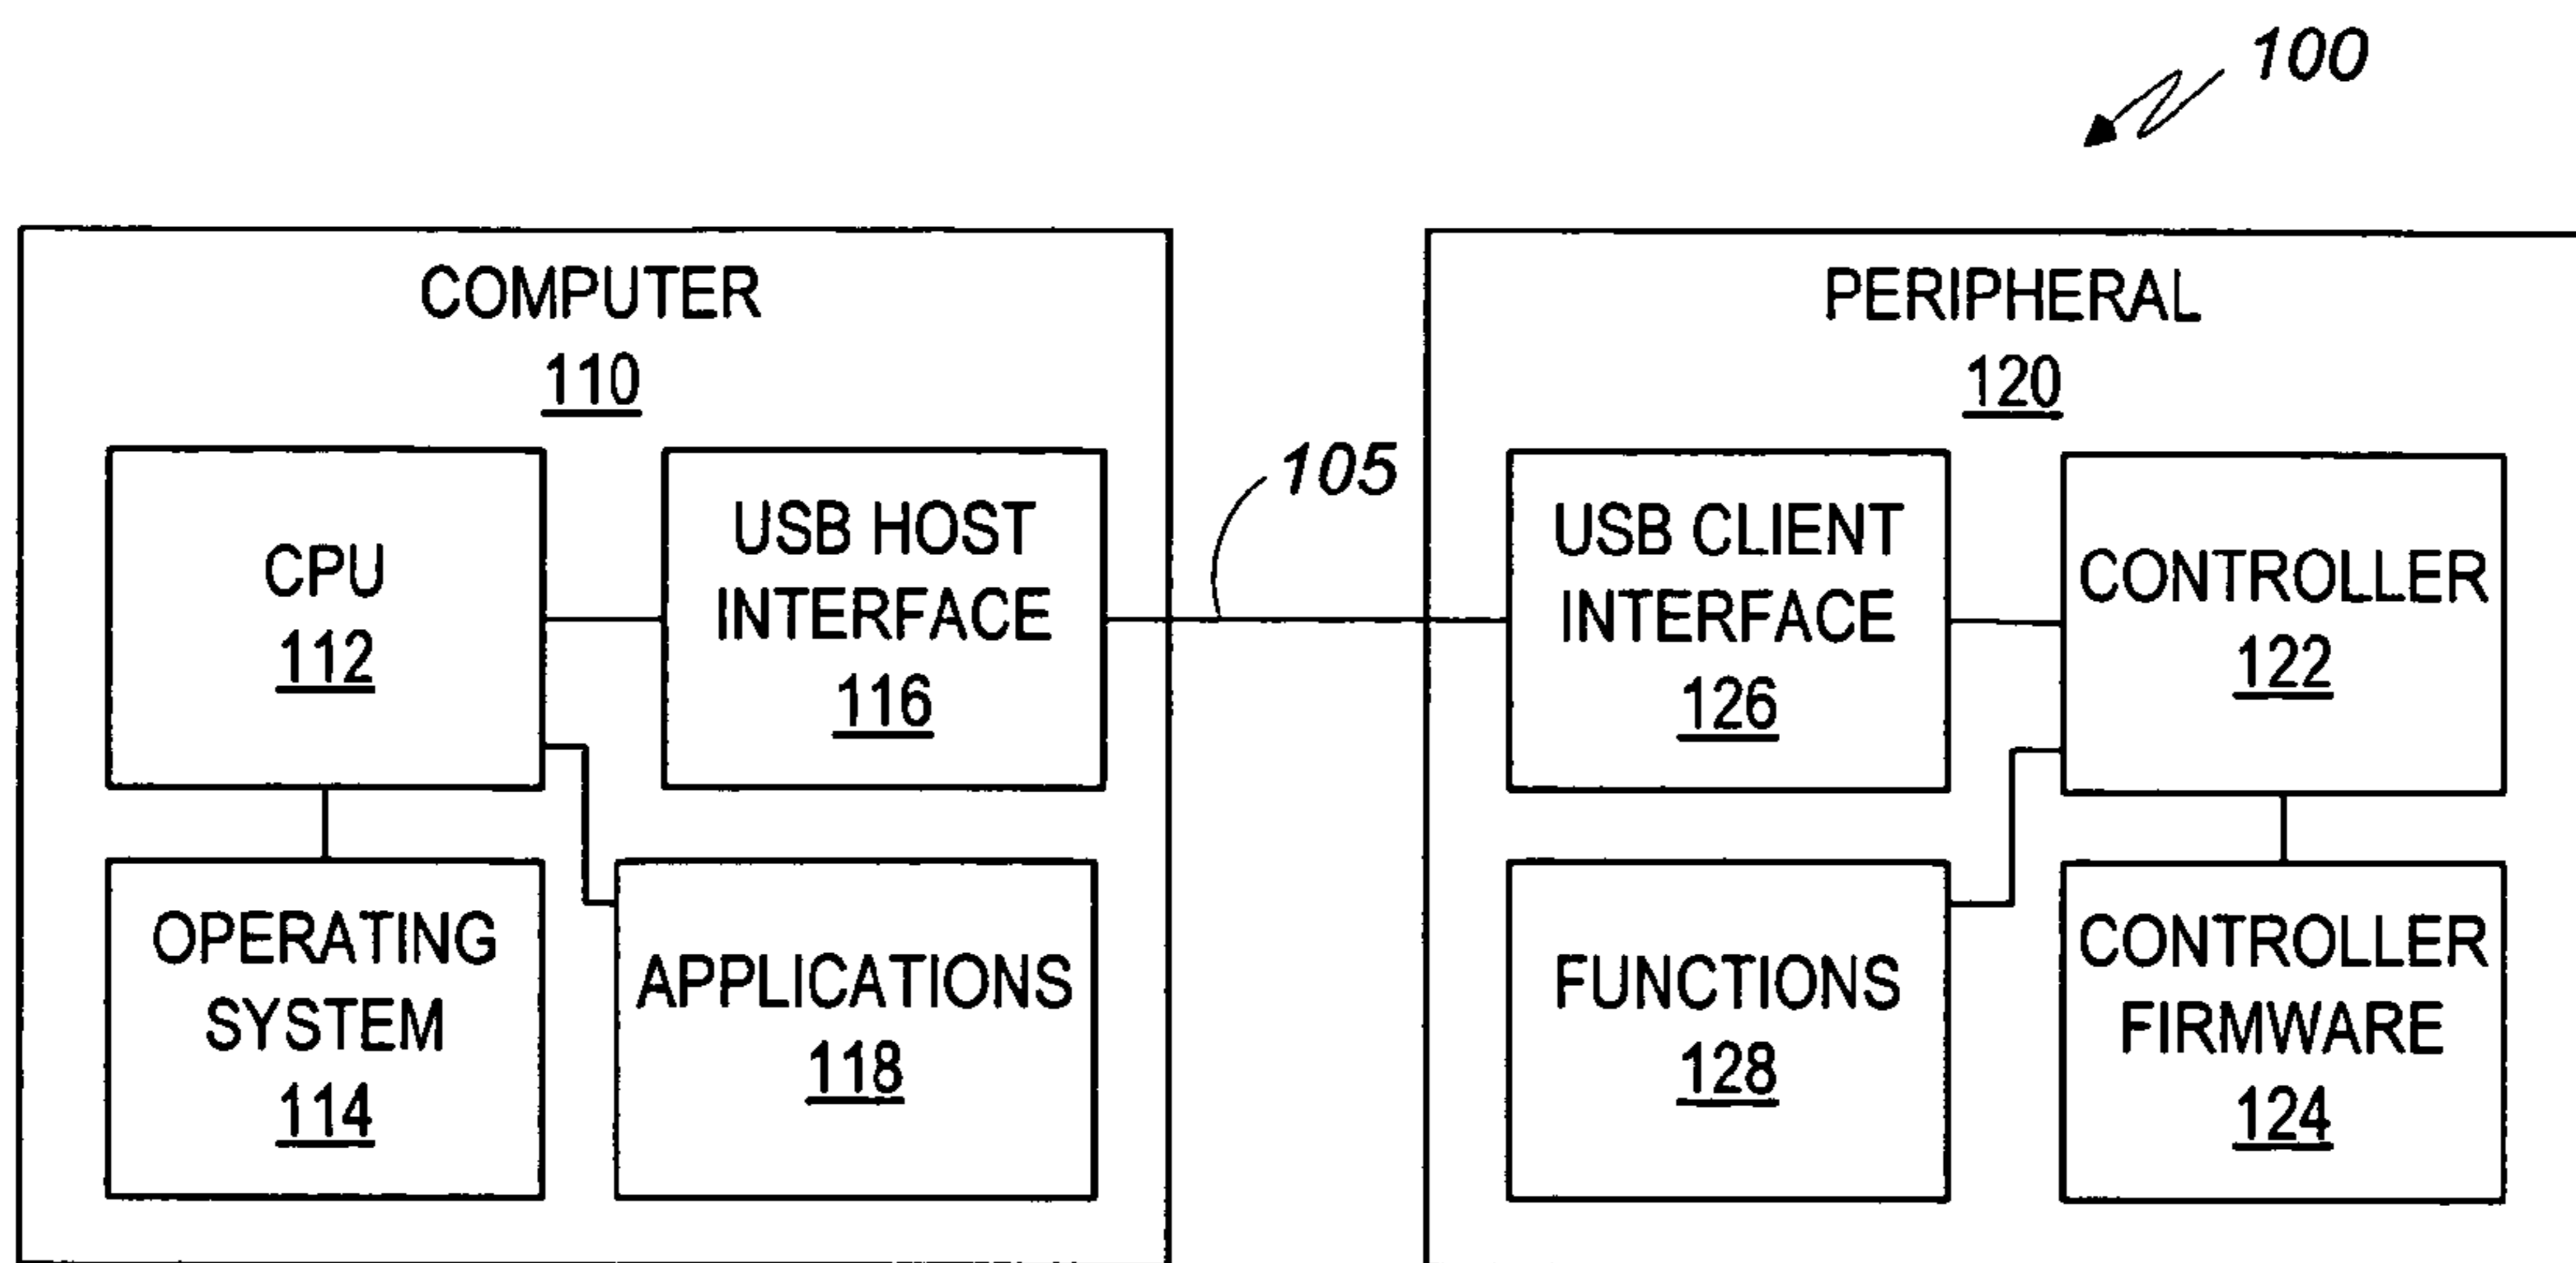 100
COMPUTER
110
PERIPHERAL
120
CPU
112
USB HOST
INTERFACE
116
105
USB CLIENT
INTERFACE
126
CONTROLLER
122
OPERATING
SYSTEM
114
APPLICATIONS
118
FUNCTIONS
128
CONTROLLER
FIRMWARE
124